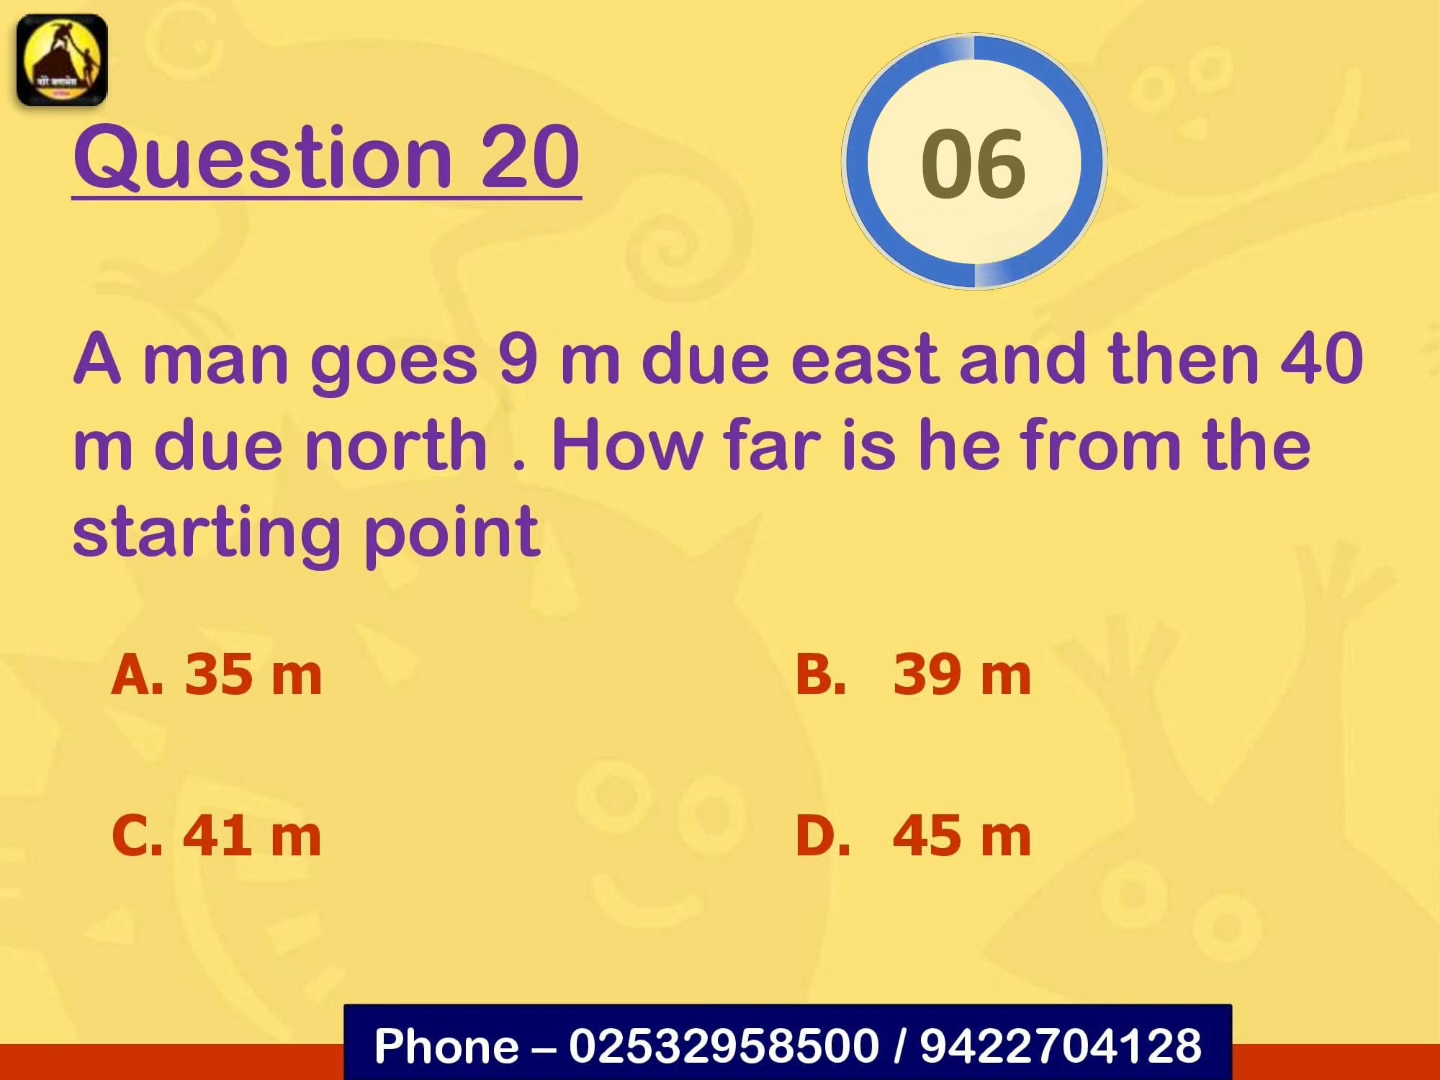 Question 20
06
A man goes 9 m due east and then 40
m due north . How far is he from the
starting point
A. 35 m
B. 39 m
C. 41 m
D. 45 m
Phone – 02532958500 / 9422704128